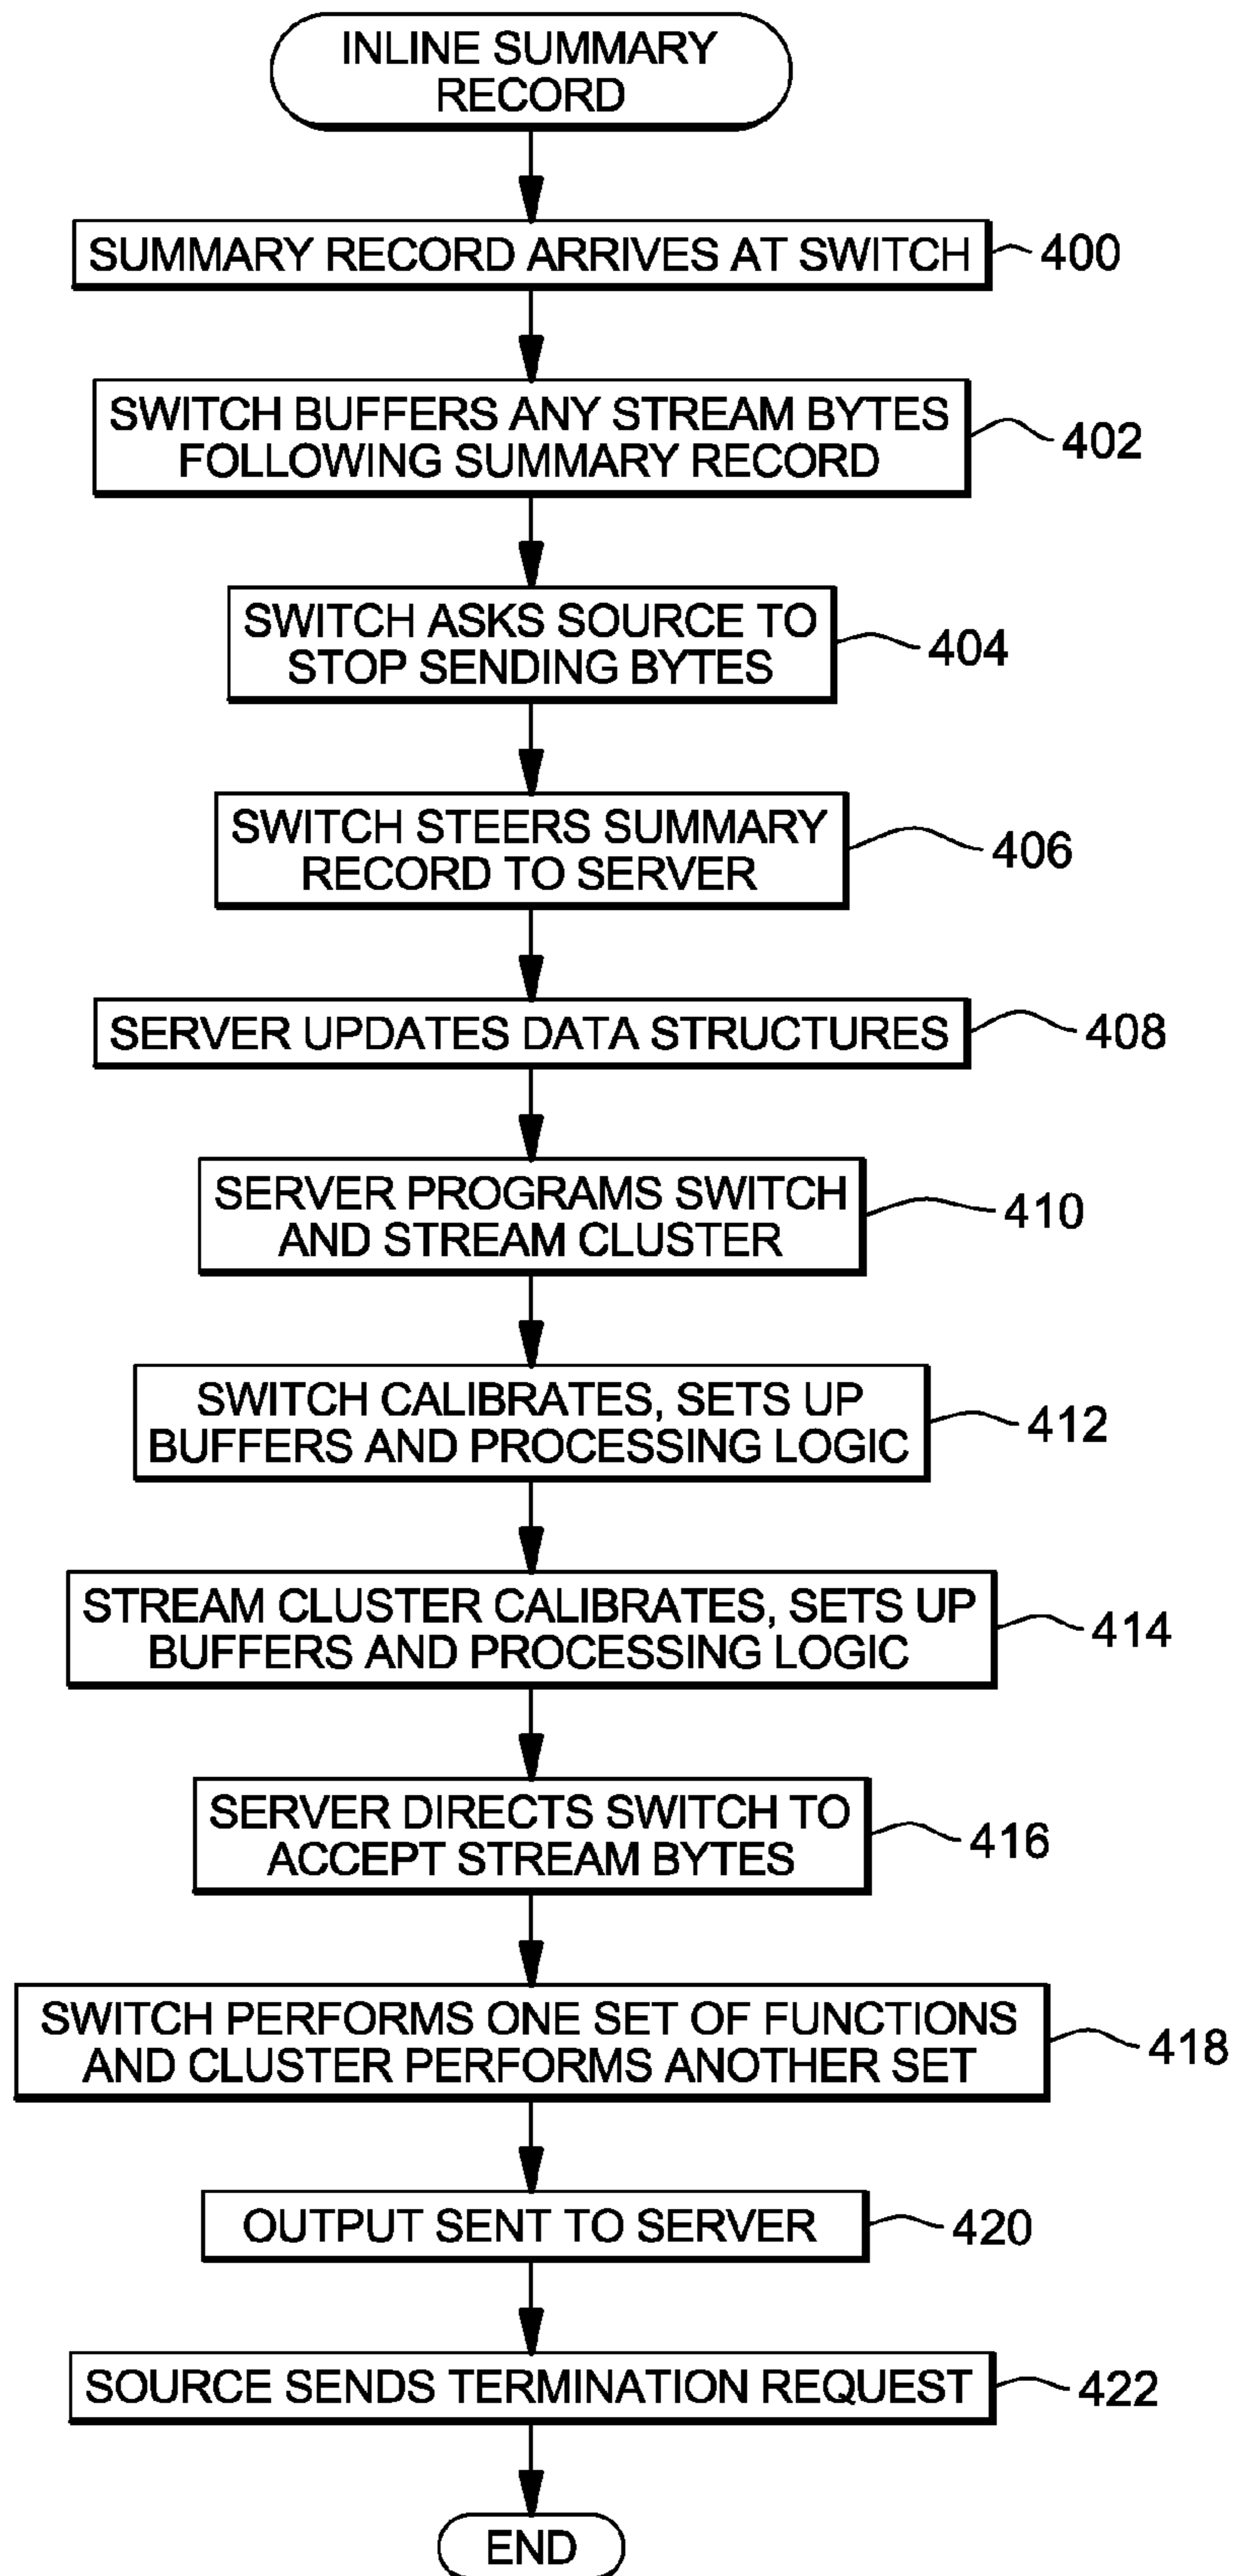 INLINE SUMMARY
RECORD
SUMMARY RECORD ARRIVES AT SWITCH
400
SWITCH BUFFERS ANY STREAM BYTES
FOLLOWING SUMMARY RECORD
402
SWITCH ASKS SOURCE TO
STOP SENDING BYTES
404
SWITCH STEERS SUMMARY
RECORD TO SERVER
406
SERVER UPDATES DATA STRUCTURES
408
SERVER PROGRAMS SWITCH
AND STREAM CLUSTER
410
SWITCH CALIBRATES, SETS UP
BUFFERS AND PROCESSING LOGIC
412
STREAM CLUSTER CALIBRATES, SETS UP
BUFFERS AND PROCESSING LOGIC
414
SERVER DIRECTS SWITCH TO
ACCEPT STREAM BYTES
416
SWITCH PERFORMS ONE SET OF FUNCTIONS
AND CLUSTER PERFORMS ANOTHER SET
418
OUTPUT SENT TO SERVER
420
SOURCE SENDS TERMINATION REQUEST
422
END